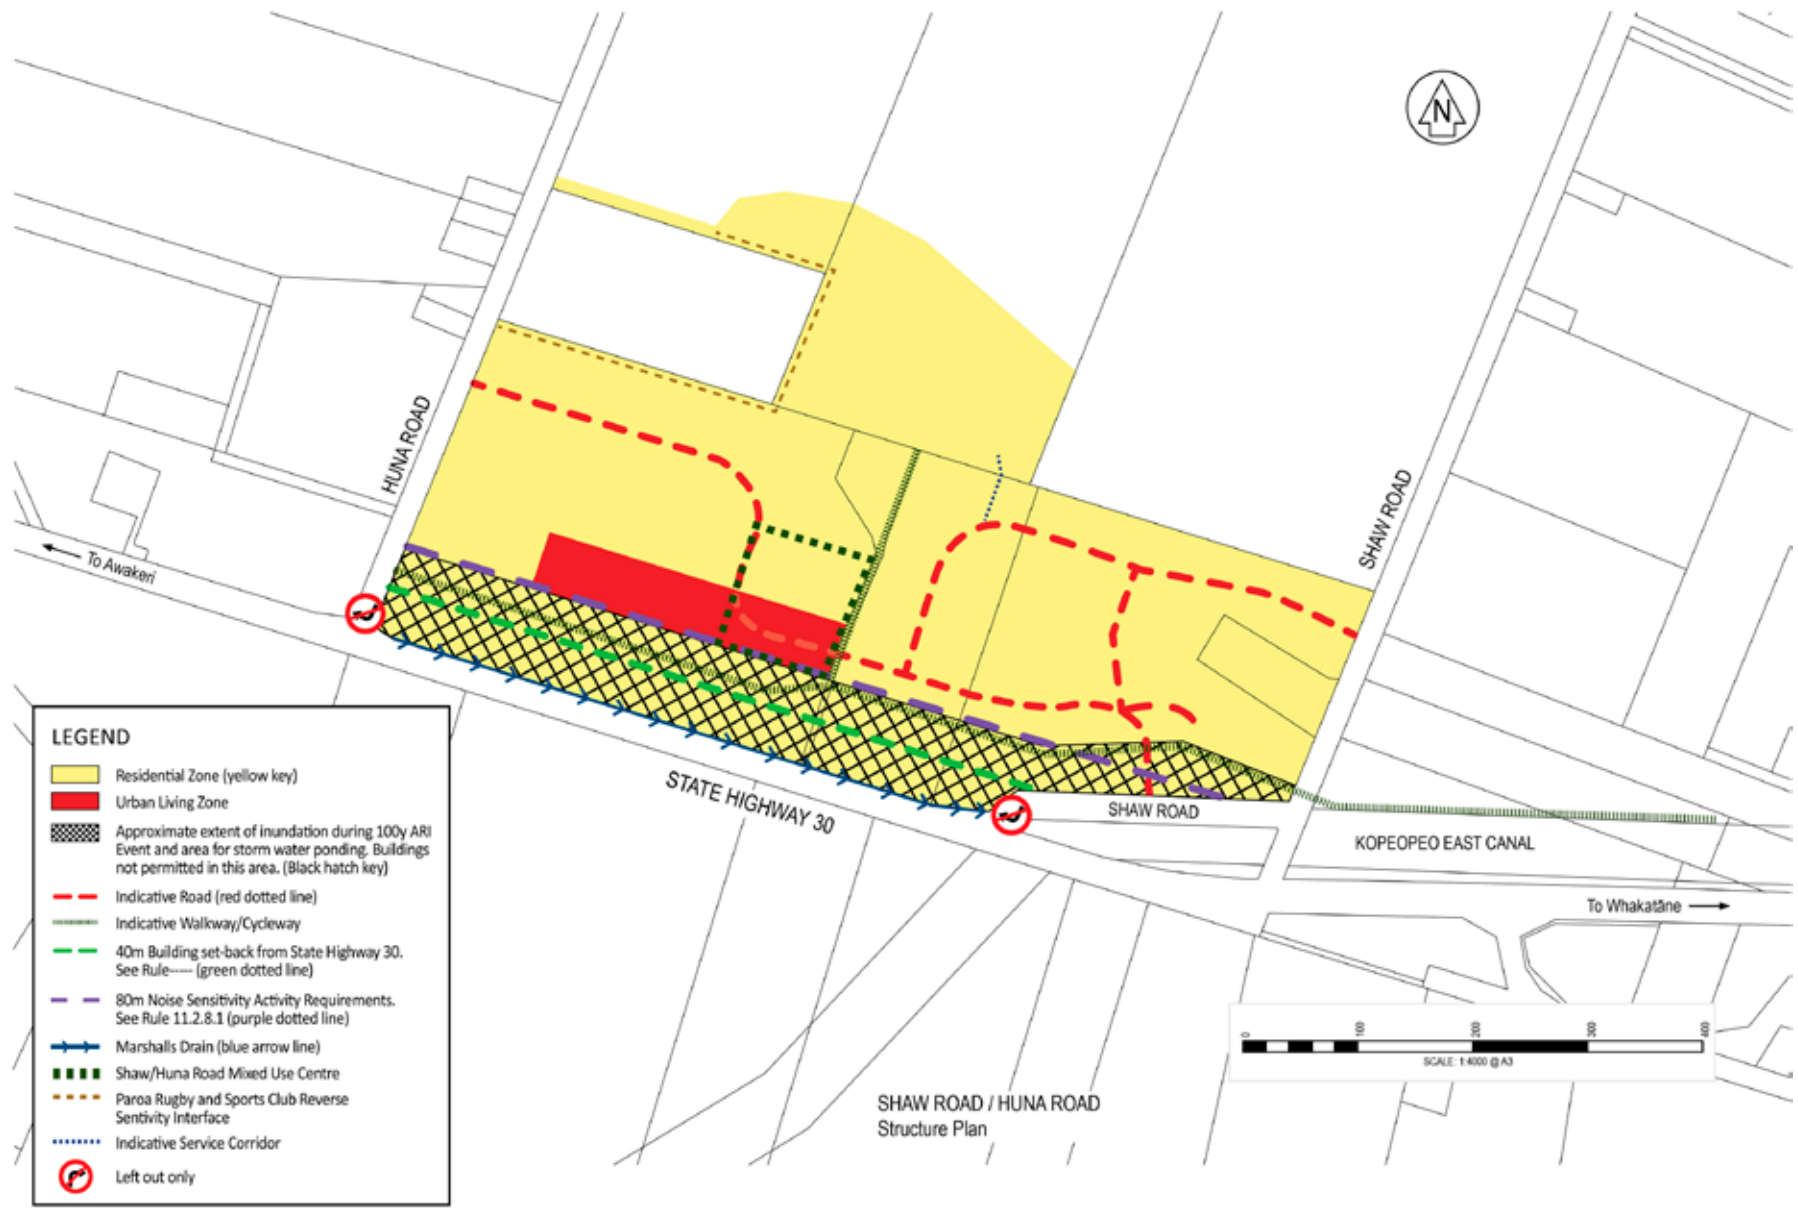 N
HUNA ROAD
SHAW ROAD
To Awakeri
STATE HIGHWAY 30
SHAW ROAD
KOPEOPEO EAST CANAL
To Whakatāne
LEGEND
Residential Zone (yellow key)
Urban Living Zone
Approximate extent of inundation during 100y ARI
Event and area for storm water ponding. Buildings
not permitted in this area. (Black hatch key)
Indicative Road (red dotted line)
Indicative Walkway/Cycleway
40m Building set-back from State Highway 30.
See Rule----- (green dotted line)
80m Noise Sensitivity Activity Requirements.
See Rule 11.2.8.1 (purple dotted line)
Marshalls Drain (blue arrow line)
Shaw/Huna Road Mixed Use Centre
Paroa Rugby and Sports Club Reverse
Sentivity Interface
Indicative Service Corridor
Left out only
0 100 200 300 400
SCALE: 1:4000 @ A3
SHAW ROAD / HUNA ROAD
Structure Plan